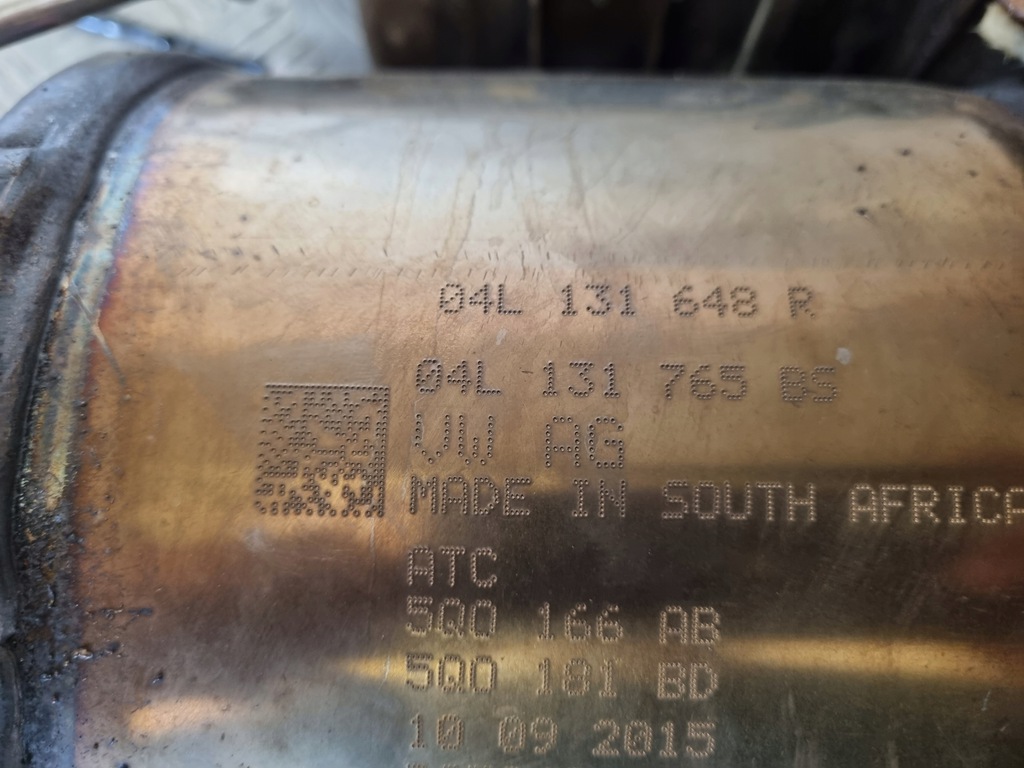 04L 131 648 R
04L 131 765 BS
VW AG
MADE IN SOUTH AFRICA
ATC
5Q0 166 AB
5Q0 181 BD
10 09 2015